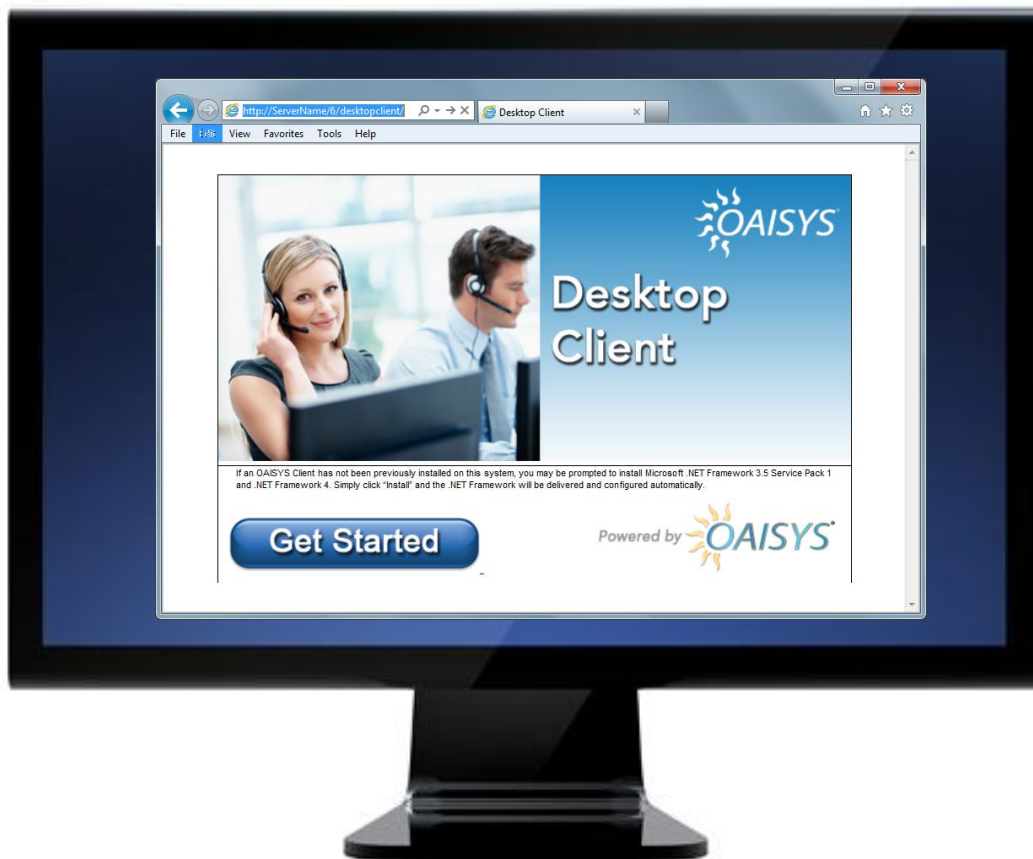 http://ServerName/6/desktopclient/
Desktop Client
File View Favorites Tools Help
OAISYS
Desktop
Client
If an OAISYS Client has not been previously installed on this system, you may be prompted to install Microsoft .NET Framework 3.5 Service Pack 1
and .NET Framework 4. Simply click “Install” and the .NET Framework will be delivered and configured automatically.
Get Started
Powered by OAISYS